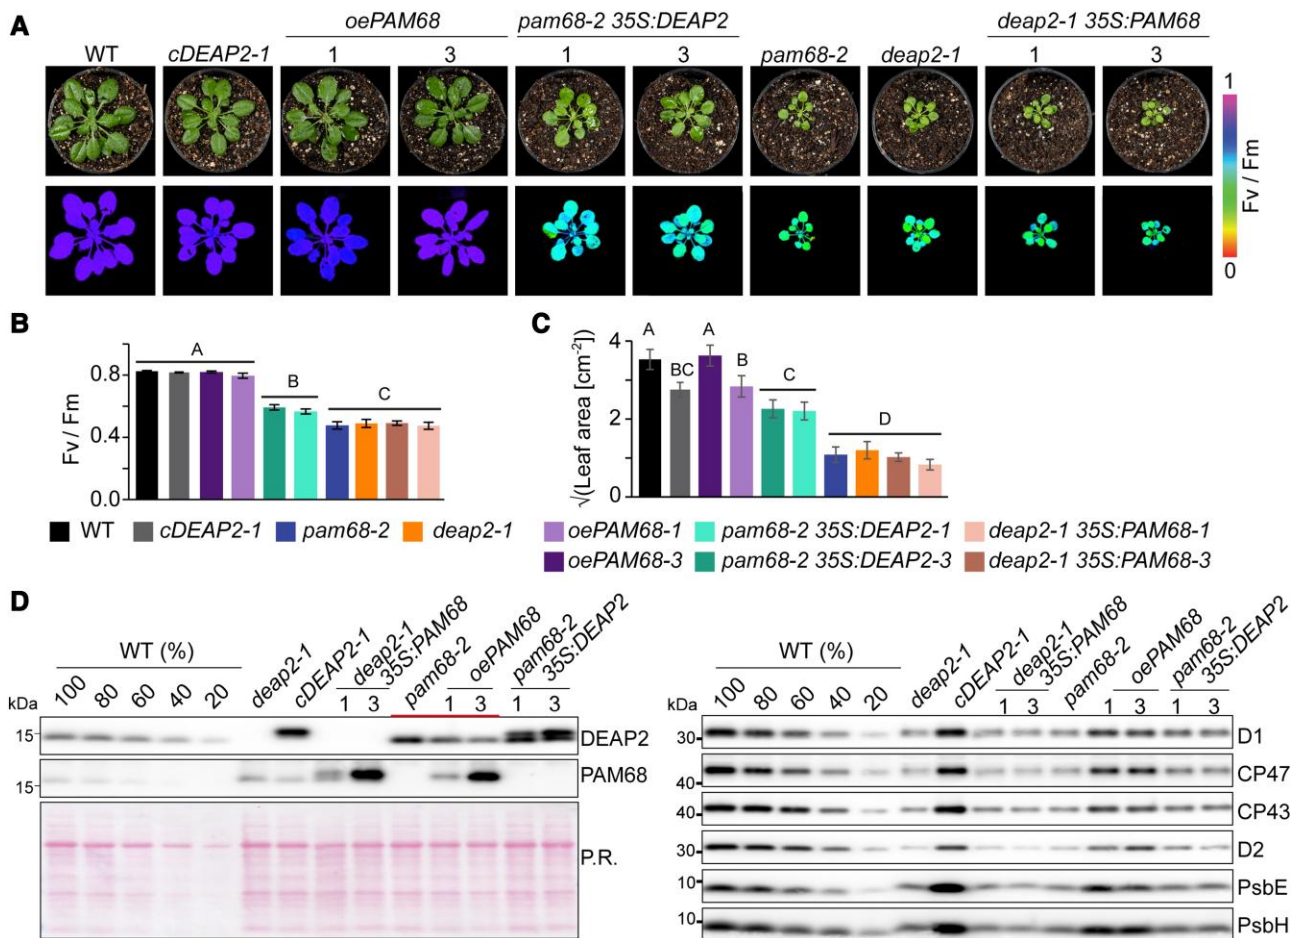 A
oePAM68
pam68-2 35S:DEAP2
deap2-1 35S:PAM68
WT
cDEAP2-1
1
3
1
3
pam68-2
deap2-1
1
3
1
Fv / Fm
0
B
Fv / Fm
0.8
0.4
0.0
A
B
C
C
√(Leaf area [cm-2])
4
2
0
A
BC
A
B
C
D
WT
cDEAP2-1
pam68-2
deap2-1
oePAM68-1
pam68-2 35S:DEAP2-1
deap2-1 35S:PAM68-1
oePAM68-3
pam68-2 35S:DEAP2-3
deap2-1 35S:PAM68-3
D
WT (%)
100
80
60
40
20
deap2-1
cDEAP2-1
deap2-1
35S:PAM68
pam68-2
oePAM68
pam68-2
35S:DEAP2
1
3
1
3
1
3
kDa
15
DEAP2
15
PAM68
P.R.
WT (%)
100
80
60
40
20
deap2-1
cDEAP2-1
deap2-1
35S:PAM68
pam68-2
oePAM68
pam68-2
35S:DEAP2
1
3
1
3
1
3
kDa
30
D1
40
CP47
40
CP43
30
D2
10
PsbE
10
PsbH